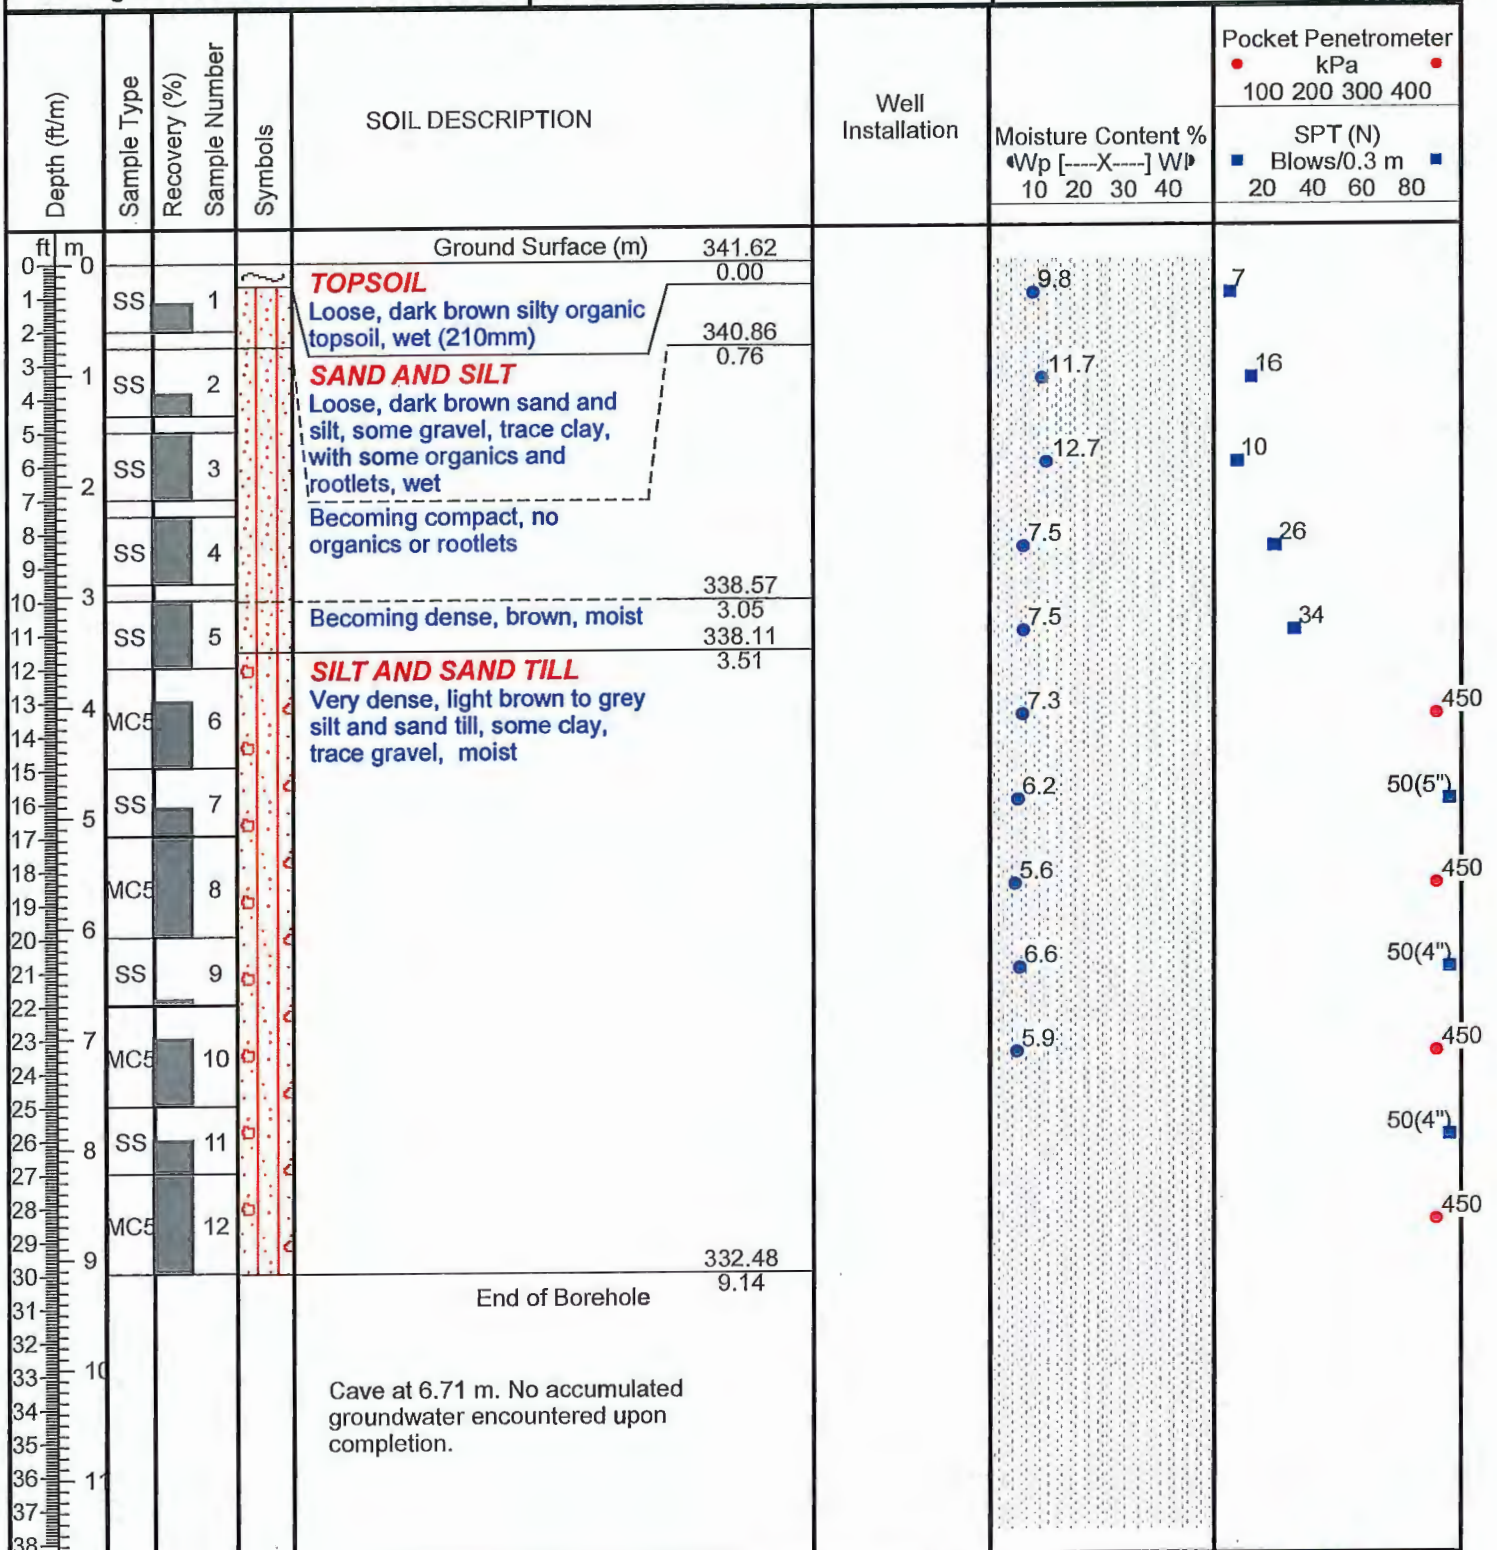 Pocket Penetrometer
kPa
100 200 300 400
Depth (ft/m)
Sample Type
Recovery (%)
Sample Number
Symbols
SOIL DESCRIPTION
Well
Installation
Moisture Content %
Wp [----X----] Wl
10 20 30 40
SPT (N)
Blows/0.3 m
20 40 60 80
ft m
Ground Surface (m) 341.62
0 0
TOPSOIL 0.00
9.8 7
1 SS 1
Loose, dark brown silty organic
topsoil, wet (210mm) 340.86
2
0.76
3 1 SS 2
SAND AND SILT
11.7 16
4
Loose, dark brown sand and
5
silt, some gravel, trace clay,
6 SS 3
with some organics and
12.7 10
2
rootlets, wet
7
Becoming compact, no
8 SS 4
organics or rootlets
7.5 26
9
338.57
10 3
Becoming dense, brown, moist 3.05
7.5 34
11 SS 5
338.11
12
SILT AND SAND TILL 3.51
13 4 MC5 6
Very dense, light brown to grey
7.3 450
14
silt and sand till, some clay,
trace gravel, moist
15
16 5 SS 7
6.2 50(5")
17
18 MC5 8
5.6 450
19
20 6
21 SS 9
6.6 50(4")
22
23 7 MC5 10
5.9 450
24
25
26 8 SS 11
50(4")
27
28 MC5 12
450
29 9
332.48
30
9.14
End of Borehole
31
32
33 10
Cave at 6.71 m. No accumulated
34
groundwater encountered upon
35
completion.
36 11
37
38